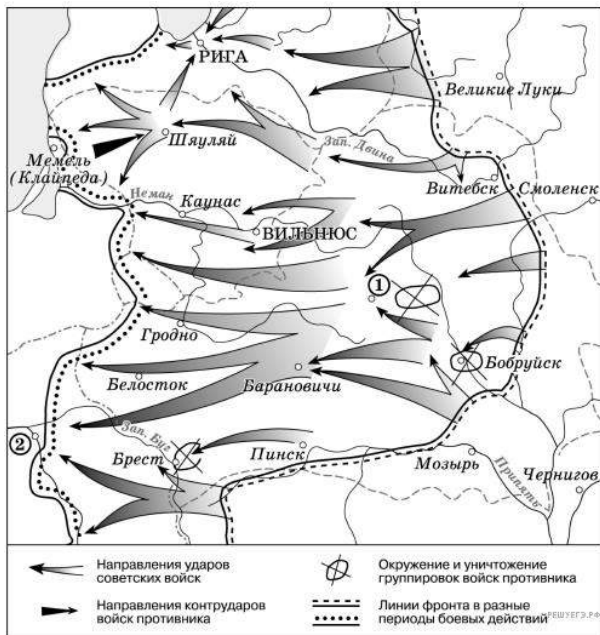 РИГА
Великие Луки
Шяуляй
Зап. Двина
Мемель
(Клайпеда)
Витебск
Смоленск
Неман
Каунас
ВИЛЬНЮС
1
Гродно
Бобруйск
Белосток
Барановичи
2
Зап. Буг
Брест
Пинск
Мозырь
Припять
Чернигов
Направления ударов
советских войск
Окружение и уничтожение
группировок войск противника
Направления контрударов
войск противника
Линии фронта в разные
периоды боевых действий
РЕШУЕГЭ.РФ